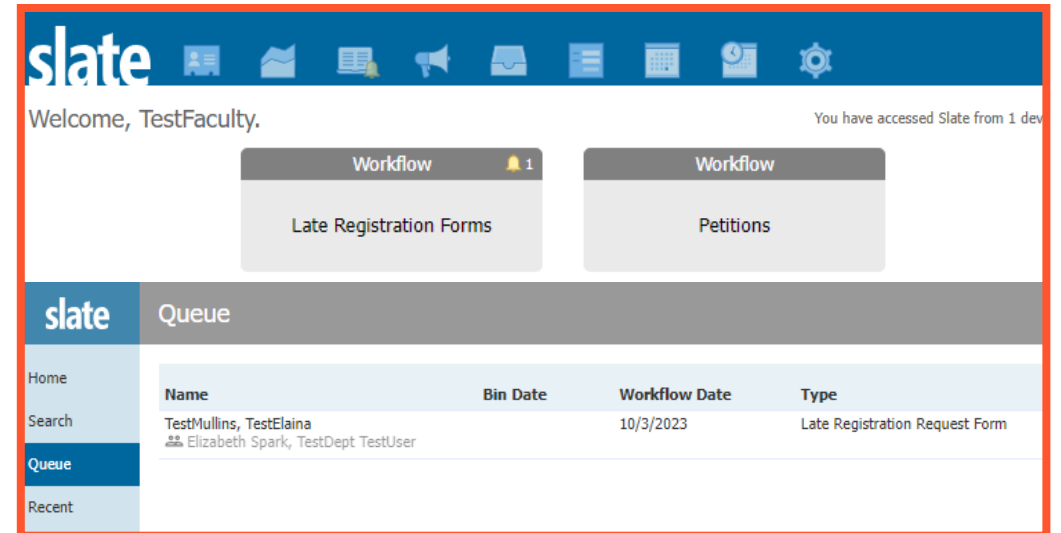 slate
Welcome, TestFaculty.
You have accessed Slate from 1 dev
Workflow 1
Late Registration Forms
Workflow
Petitions
slate
Queue
Home
Search
Queue
Recent
Name Bin Date Workflow Date Type
TestMullins, TestElaina 10/3/2023 Late Registration Request Form
Elizabeth Spark, TestDept TestUser